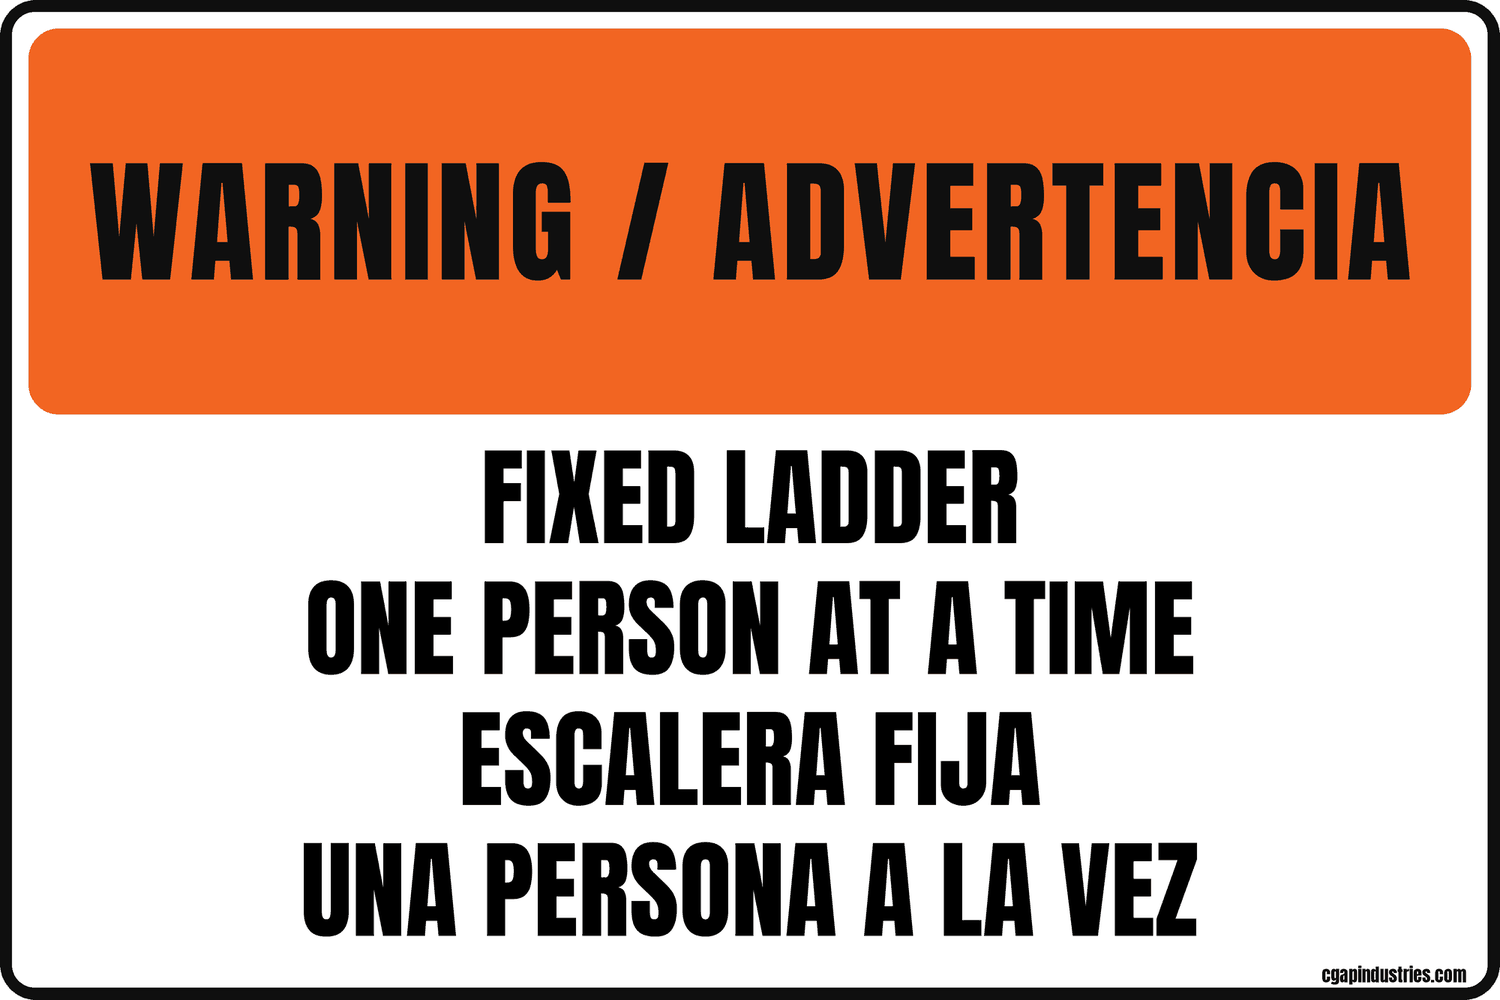 WARNING / ADVERTENCIA
FIXED LADDER
ONE PERSON AT A TIME
ESCALERA FIJA
UNA PERSONA A LA VEZ
cgapindustries.com